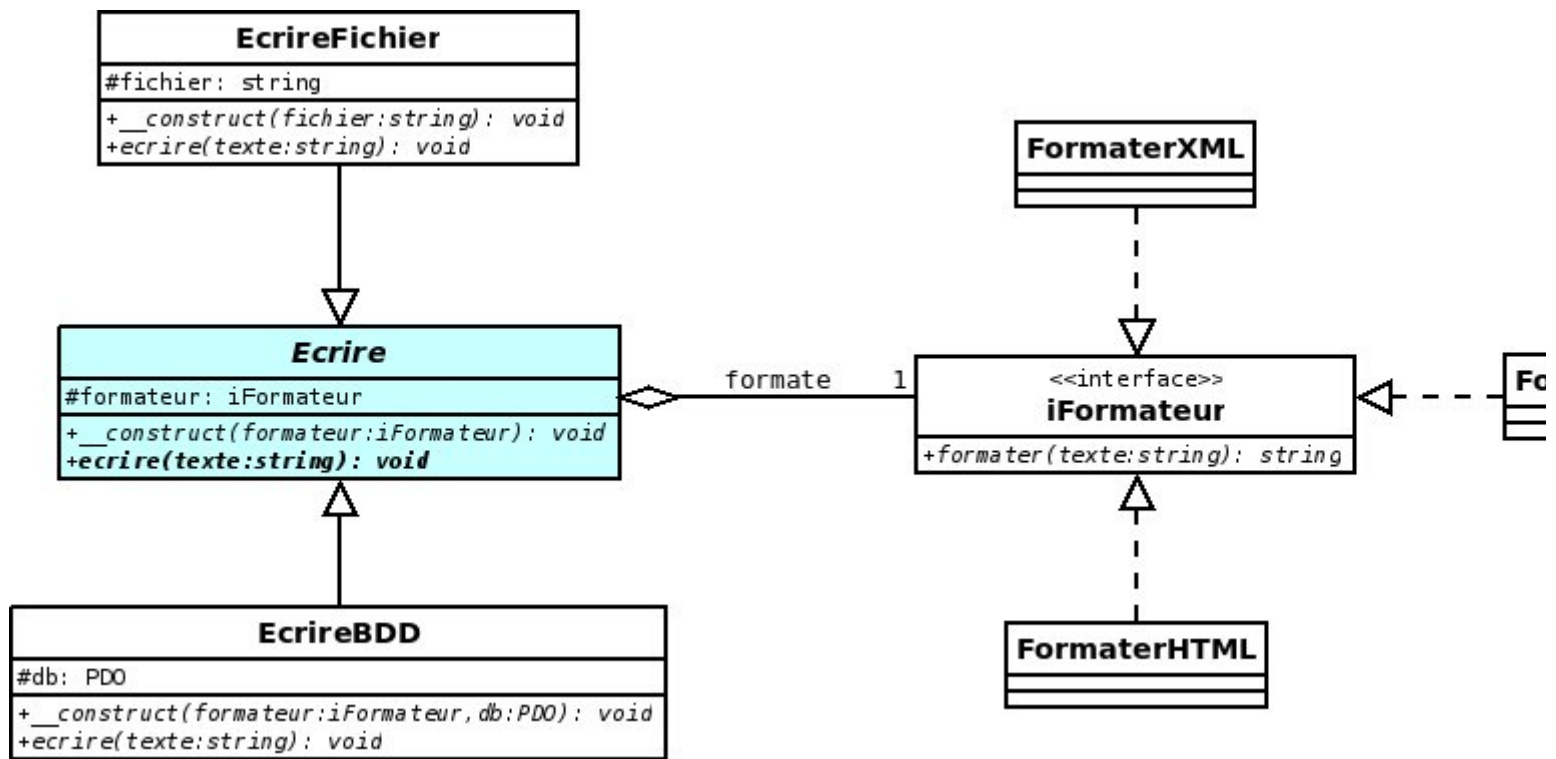 EcrireFichier
#fichier: string
+__construct(fichier:string): void
+ecrire(texte:string): void
FormaterXML
Ecrire
#formateur: iFormateur
+__construct(formateur:iFormateur): void
+ecrire(texte:string): void
formate 1
<<interface>>
iFormateur
+formater(texte:string): string
Fo
EcrireBDD
#db: PDO
+__construct(formateur:iFormateur,db:PDO): void
+ecrire(texte:string): void
FormaterHTML